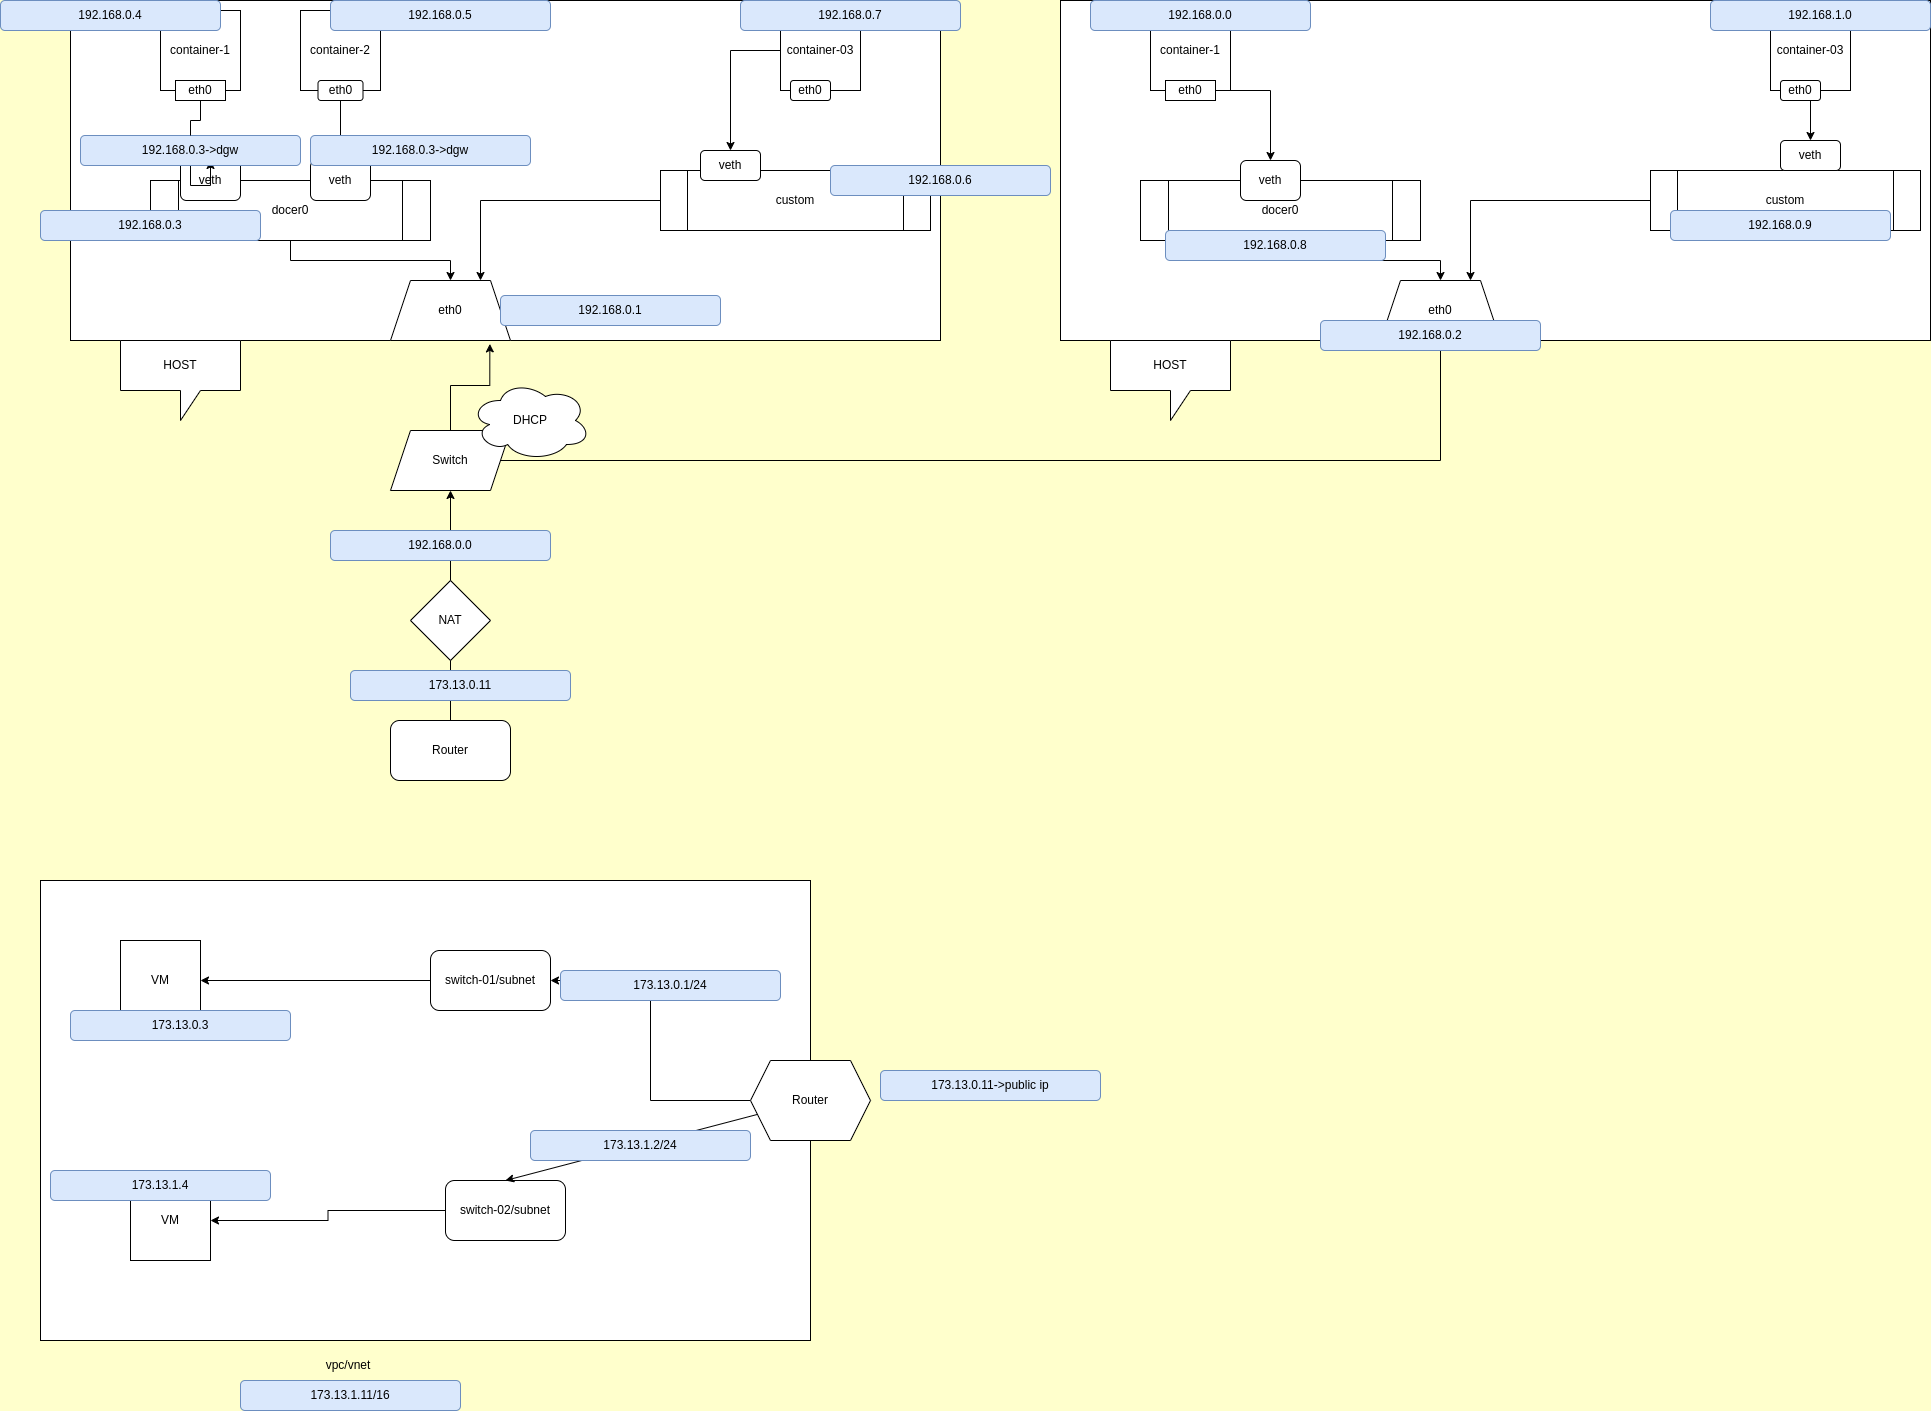 192.168.0.4
192.168.0.5
192.168.0.7
192.168.0.0
192.168.1.0
container-1
container-2
container-03
container-1
container-03
eth0
eth0
eth0
eth0
eth0
192.168.0.3->dgw
192.168.0.3->dgw
veth
veth
veth
veth
veth
192.168.0.6
docer0
custom
docer0
custom
192.168.0.3
192.168.0.8
192.168.0.9
eth0
192.168.0.1
eth0
192.168.0.2
HOST
HOST
DHCP
Switch
192.168.0.0
NAT
173.13.0.11
Router
VM
switch-01/subnet
173.13.0.1/24
173.13.0.3
Router
173.13.0.11->public ip
173.13.1.2/24
173.13.1.4
VM
switch-02/subnet
vpc/vnet
173.13.1.11/16